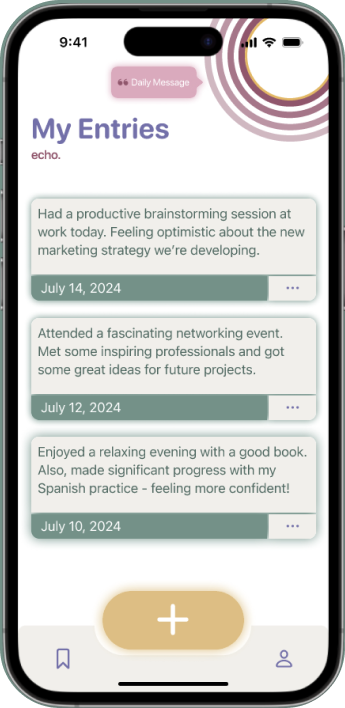 9:41
Daily Message
My Entries
echo.
Had a productive brainstorming session at
work today. Feeling optimistic about the new
marketing strategy we're developing.
July 14, 2024
Attended a fascinating networking event.
Met some inspiring professionals and got
some great ideas for future projects.
July 12, 2024
Enjoyed a relaxing evening with a good book.
Also, made significant progress with my
Spanish practice - feeling more confident!
July 10, 2024